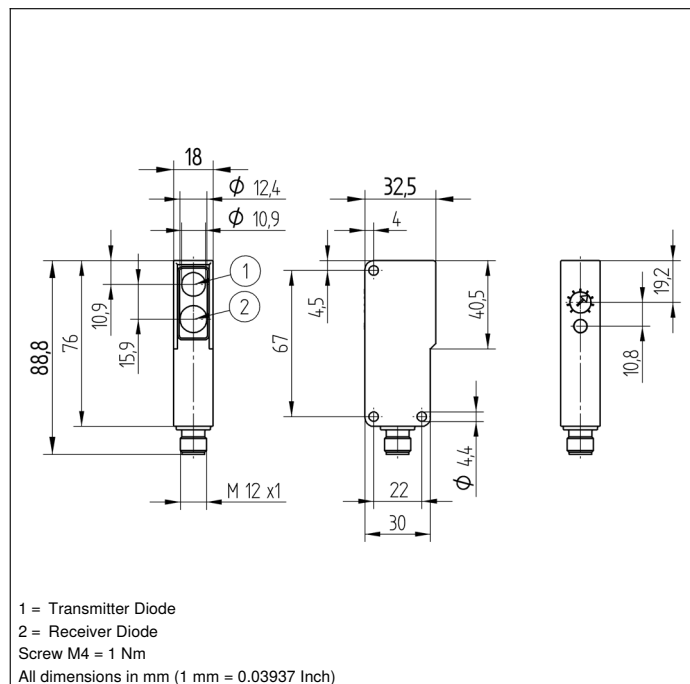 18
ϕ 12,4
ϕ 10,9
1
2
10,9
15,9
76
88,8
M 12 x1
32,5
4
4,5
67
40,5
ϕ 4,4
22
30
19,2
10,8
1 = Transmitter Diode
2 = Receiver Diode
Screw M4 = 1 Nm
All dimensions in mm (1 mm = 0.03937 Inch)